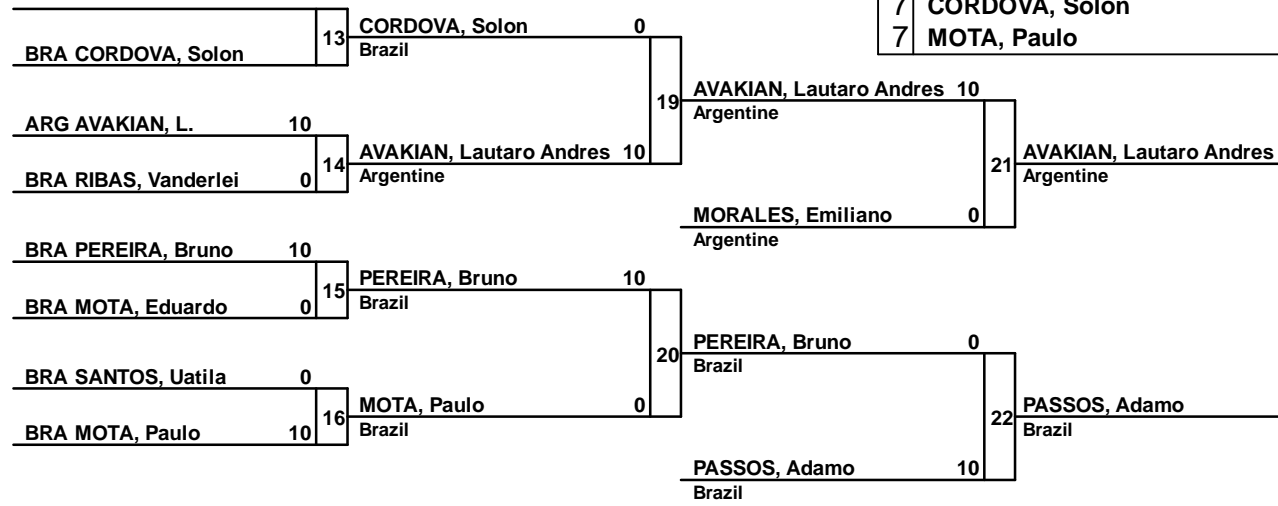 7 CORDOVA, Solon
7 MOTA, Paulo
BRA CORDOVA, Solon
13
CORDOVA, Solon 0
Brazil
ARG AVAKIAN, L. 10
BRA RIBAS, Vanderlei 0
14
AVAKIAN, Lautaro Andres 10
Argentine
19
AVAKIAN, Lautaro Andres 10
Argentine
MORALES, Emiliano 0
Argentine
21
AVAKIAN, Lautaro Andres
Argentine
BRA PEREIRA, Bruno 10
BRA MOTA, Eduardo 0
15
PEREIRA, Bruno 10
Brazil
BRA SANTOS, Uatila 0
BRA MOTA, Paulo 10
16
MOTA, Paulo 0
Brazil
20
PEREIRA, Bruno 0
Brazil
PASSOS, Adamo 10
Brazil
22
PASSOS, Adamo
Brazil